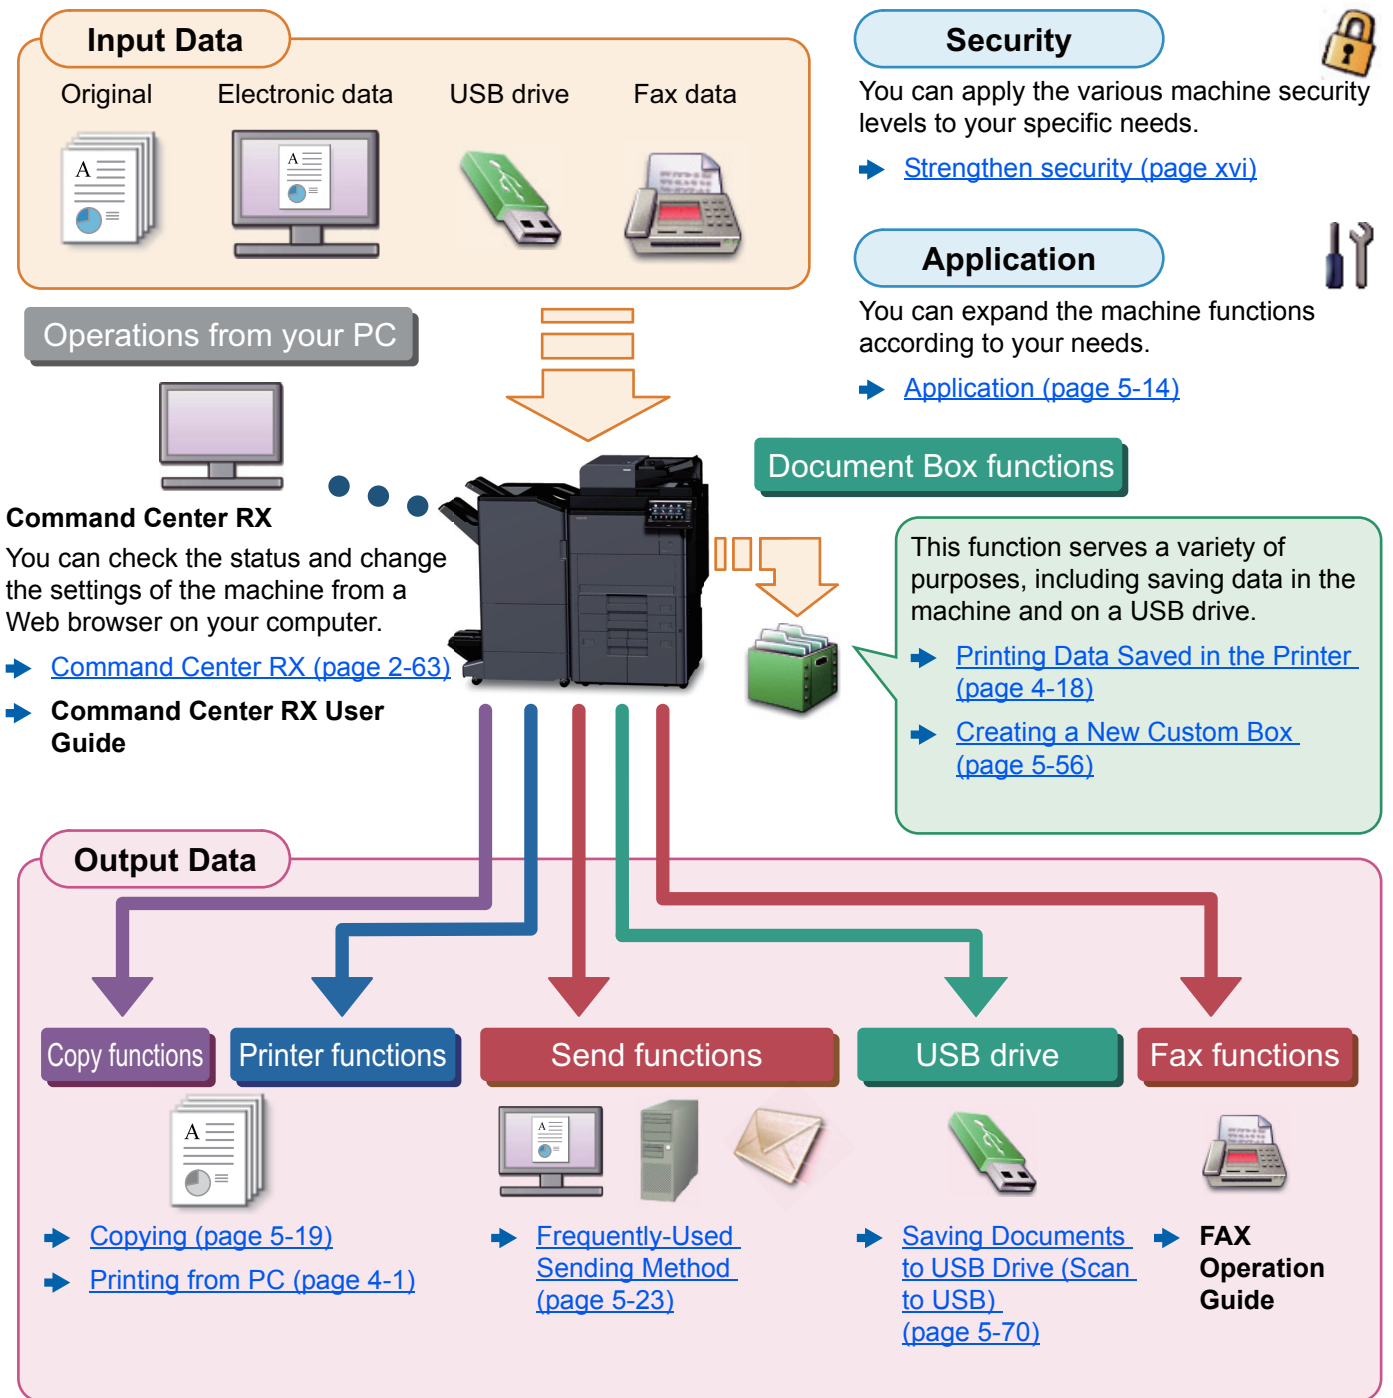 Input Data
Original
Electronic data
USB drive
Fax data
Security
You can apply the various machine security
levels to your specific needs.
Strengthen security (page xvi)
Application
You can expand the machine functions
according to your needs.
Application (page 5-14)
Operations from your PC
Command Center RX
You can check the status and change
the settings of the machine from a
Web browser on your computer.
Command Center RX (page 2-63)
Command Center RX User
Guide
Document Box functions
This function serves a variety of
purposes, including saving data in the
machine and on a USB drive.
Printing Data Saved in the Printer
(page 4-18)
Creating a New Custom Box
(page 5-56)
Output Data
Copy functions
Printer functions
Send functions
USB drive
Fax functions
A
A
A
A
Copying (page 5-19)
Printing from PC (page 4-1)
Frequently-Used
Sending Method
(page 5-23)
Saving Documents
to USB Drive (Scan
to USB)
(page 5-70)
FAX
Operation
Guide